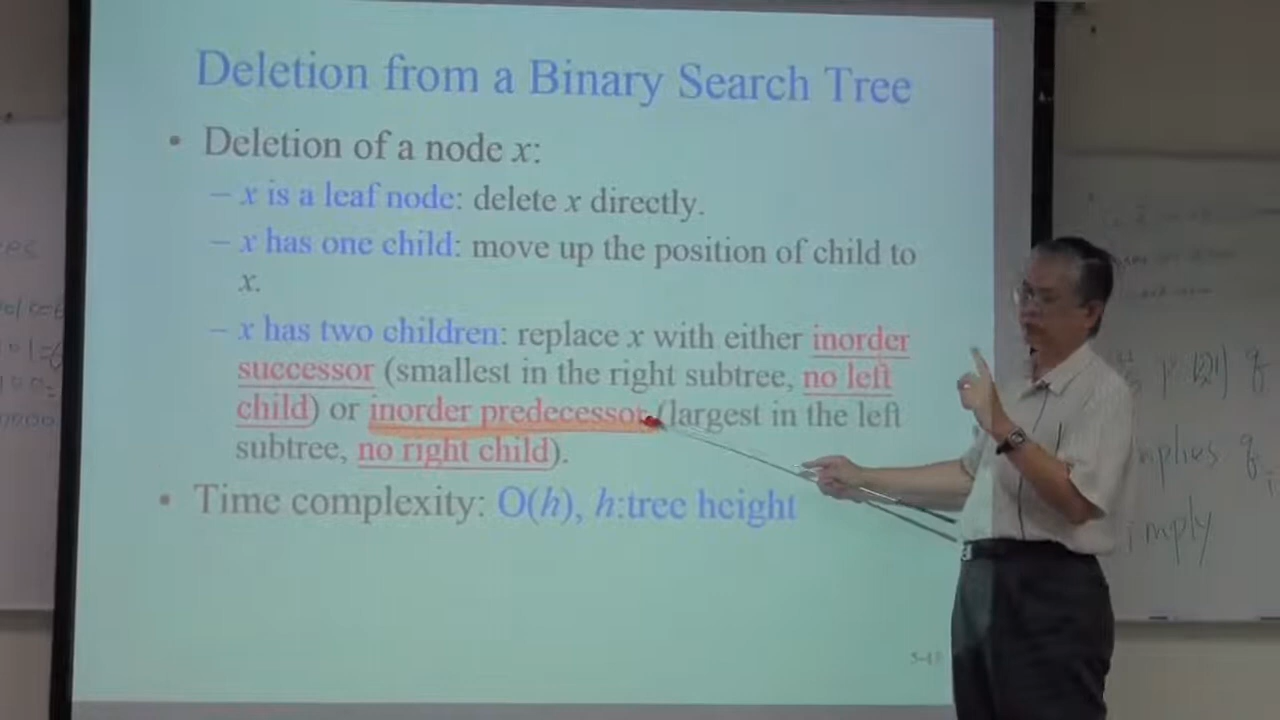 Deletion from a Binary Search Tree
• Deletion of a node x:
– x is a leaf node: delete x directly.
– x has one child: move up the position of child to
x.
– x has two children: replace x with either inorder
successor (smallest in the right subtree, no left
child) or inorder predecessor (largest in the left
subtree, no right child).
• Time complexity: O(h), h:tree height
p 則 q
implies q
imply